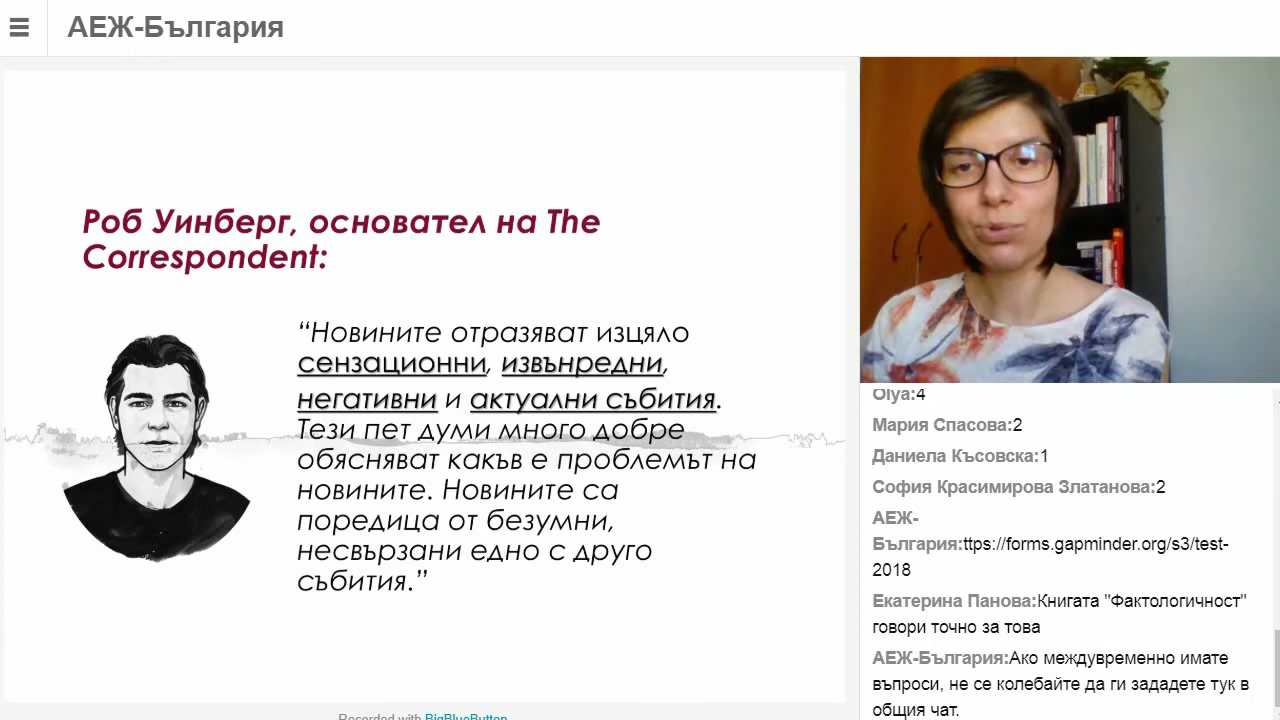 АЕЖ-България
Роб Уинберг, основател на The
Correspondent:
“Новините отразяват изцяло
сензационни, извънредни,
негативни и актуални събития.
Тези пет думи много добре
обясняват какъв е проблемът на
новините. Новините са
поредица от безумни,
несвързани едно с друго
събития.”
Olya:4
Мария Спасова:2
Даниела Късовска:1
София Красимирова Златанова:2
АЕЖ-
България:ttps://forms.gapminder.org/s3/test-
2018
Екатерина Панова:Книгата "Фактологичност"
говори точно за това
АЕЖ-България:Ако междувременно имате
въпроси, не се колебайте да ги зададете тук в
общия чат.
Recorded with BigBlueButton